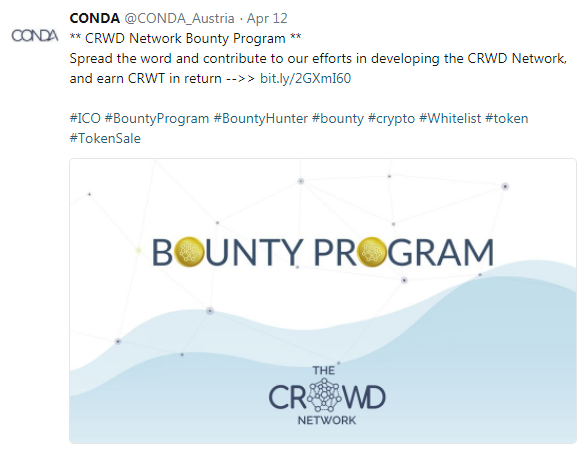 CONDA
CONDA @CONDA_Austria · Apr 12
** CRWD Network Bounty Program **
Spread the word and contribute to our efforts in developing the CRWD Network,
and earn CRWT in return -->> bit.ly/2GXmI60
#ICO #BountyProgram #BountyHunter #bounty #crypto #Whitelist #token
#TokenSale
BOUNTY PROGRAM
THE
CROWD
NETWORK